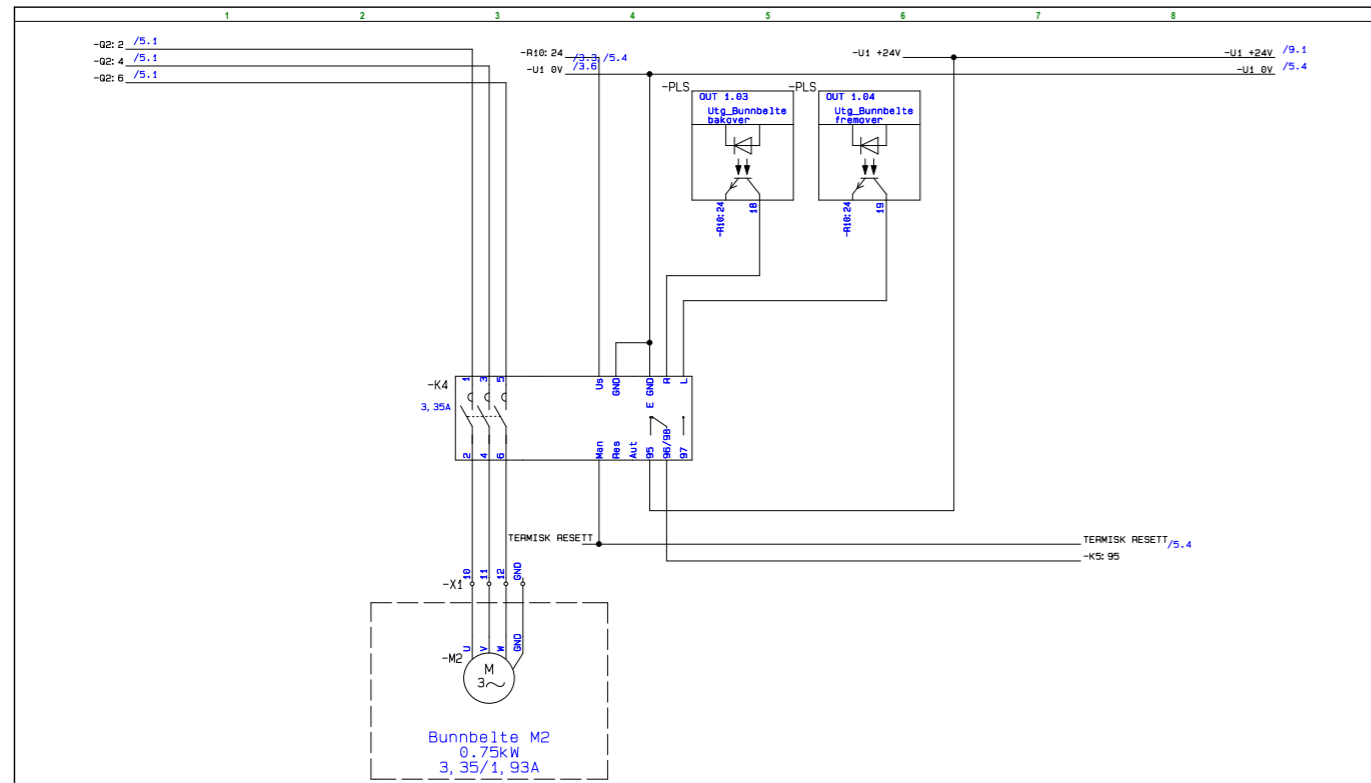 1 2 3 4 5 6 7 8
-Q2:2 /5.1
-Q2:4 /5.1
-Q2:6 /5.1
-R10:24 /3.3 /5.4
-U1 0V /3.6
-U1 +24V
-U1 +24V /9.1
-U1 0V /5.4
-PLS
OUT 1.03
Utg_Bunnbelte
bakover
-R10:24
18
-PLS
OUT 1.04
Utg_Bunnbelte
fremover
-R10:24
19
-K4
3,35A
1 3 5
Us GND E GND R L
2 4 6
Man Res Aut 95 96/98 97
TERMISK RESETT
TERMISK RESETT /5.4
-K5:95
-X1 10 11 12 GND
-M2 U V W GND
M
3~
Bunnbelte M2
0.75kW
3,35/1,93A